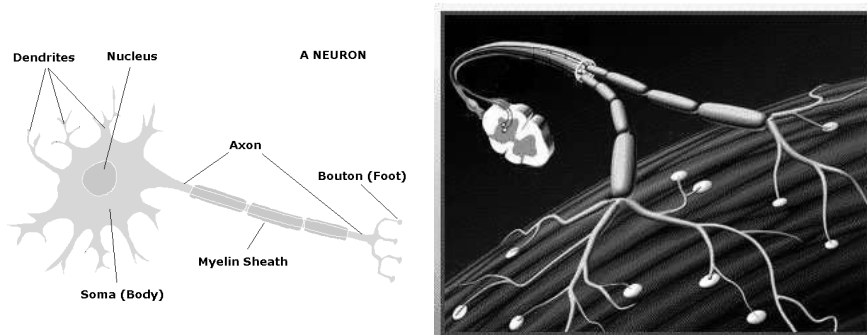 A NEURON
Dendrites
Nucleus
Axon
Bouton (Foot)
Myelin Sheath
Soma (Body)